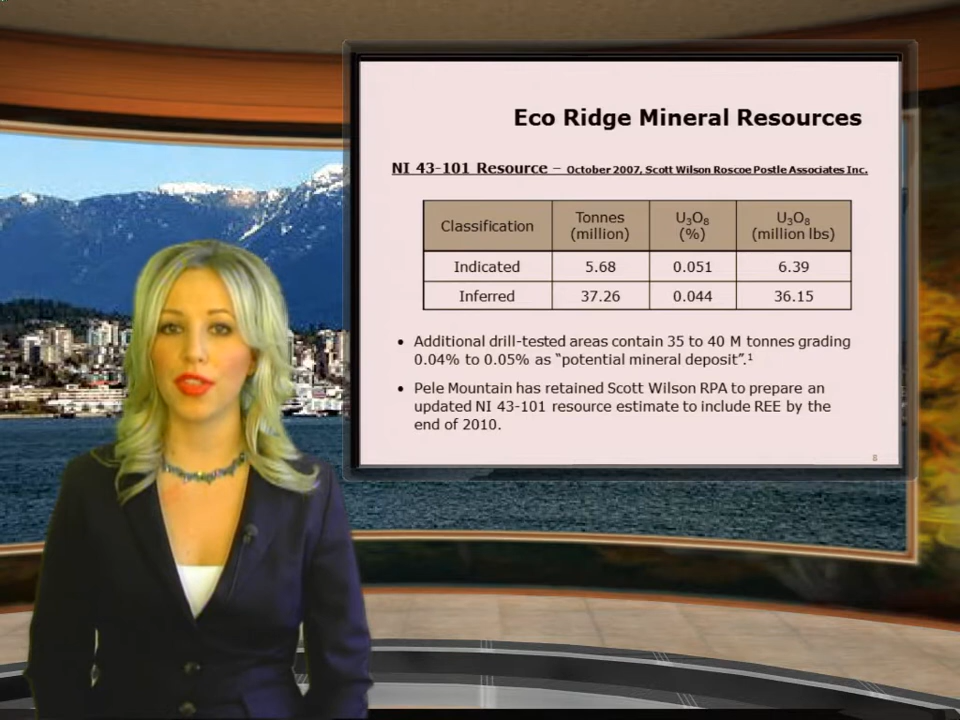 Eco Ridge Mineral Resources
NI 43-101 Resource – October 2007, Scott Wilson Roscoe Postle Associates Inc.
Classification Tonnes (million) U₃O₈ (%) U₃O₈ (million lbs)
Indicated 5.68 0.051 6.39
Inferred 37.26 0.044 36.15
• Additional drill-tested areas contain 35 to 40 M tonnes grading
0.04% to 0.05% as “potential mineral deposit”.¹
• Pele Mountain has retained Scott Wilson RPA to prepare an
updated NI 43-101 resource estimate to include REE by the
end of 2010.
8